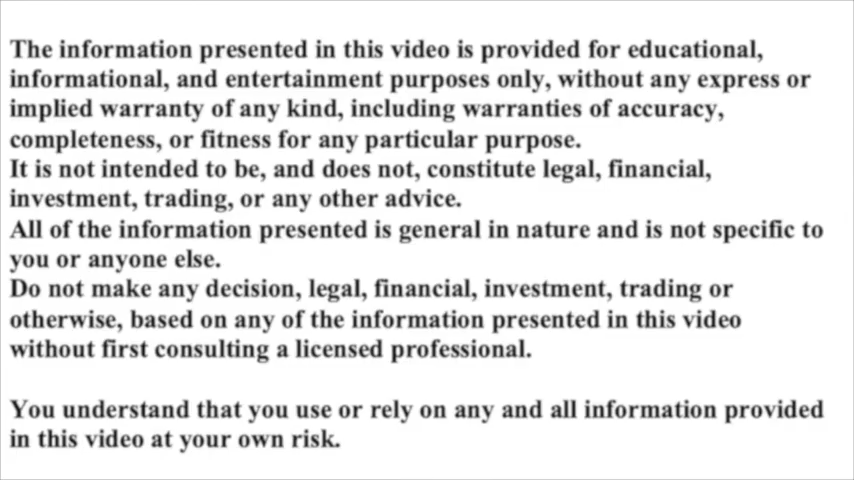 The information presented in this video is provided for educational,
informational, and entertainment purposes only, without any express or
implied warranty of any kind, including warranties of accuracy,
completeness, or fitness for any particular purpose.
It is not intended to be, and does not, constitute legal, financial,
investment, trading, or any other advice.
All of the information presented is general in nature and is not specific to
you or anyone else.
Do not make any decision, legal, financial, investment, trading or
otherwise, based on any of the information presented in this video
without first consulting a licensed professional.
You understand that you use or rely on any and all information provided
in this video at your own risk.